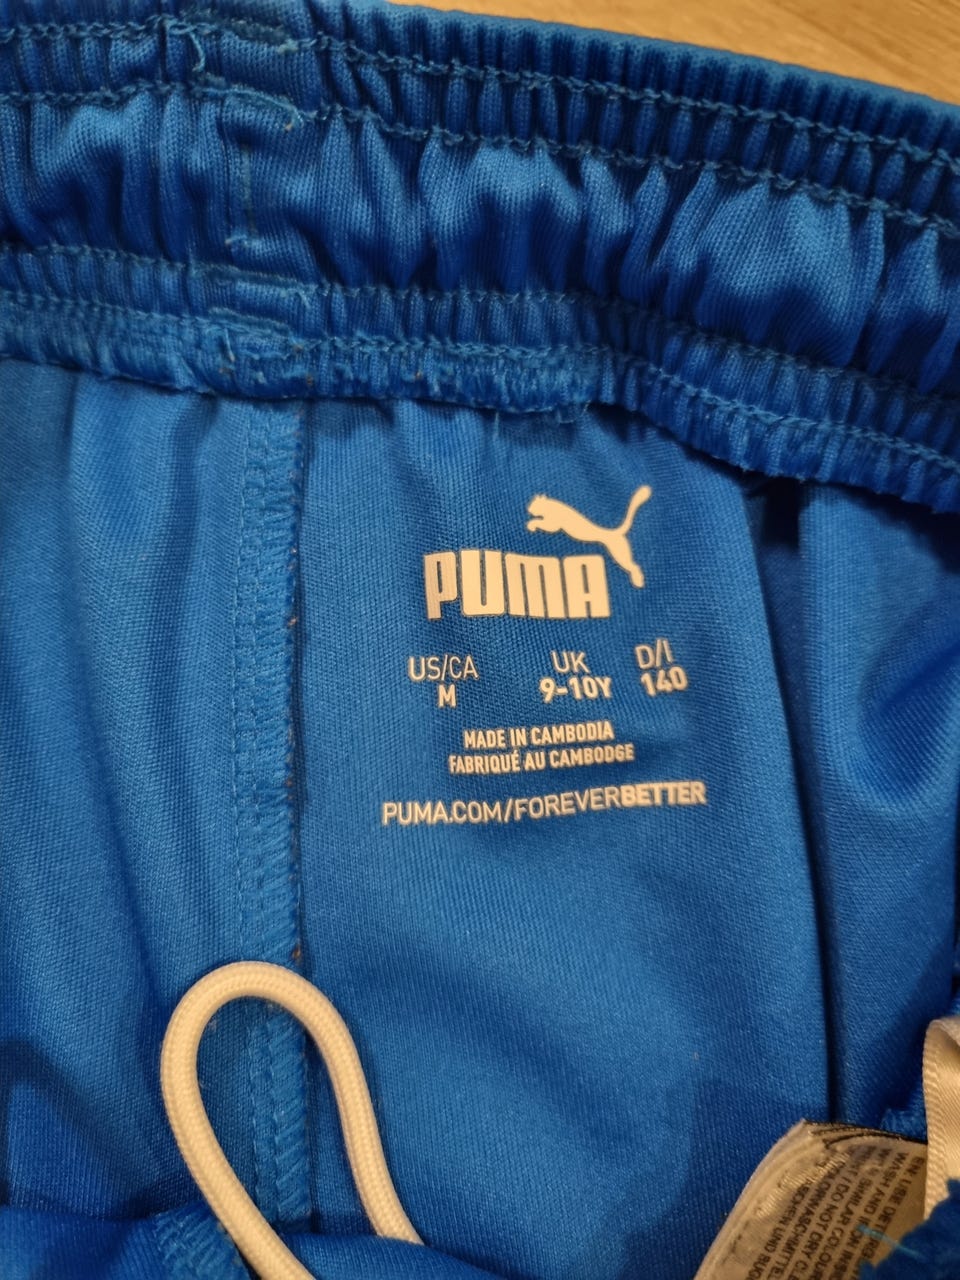 PUMA
US/CA UK D/I
M 9-10Y 140
MADE IN CAMBODIA
FABRIQUÉ AU CAMBODGE
PUMA.COM/FOREVERBETTER